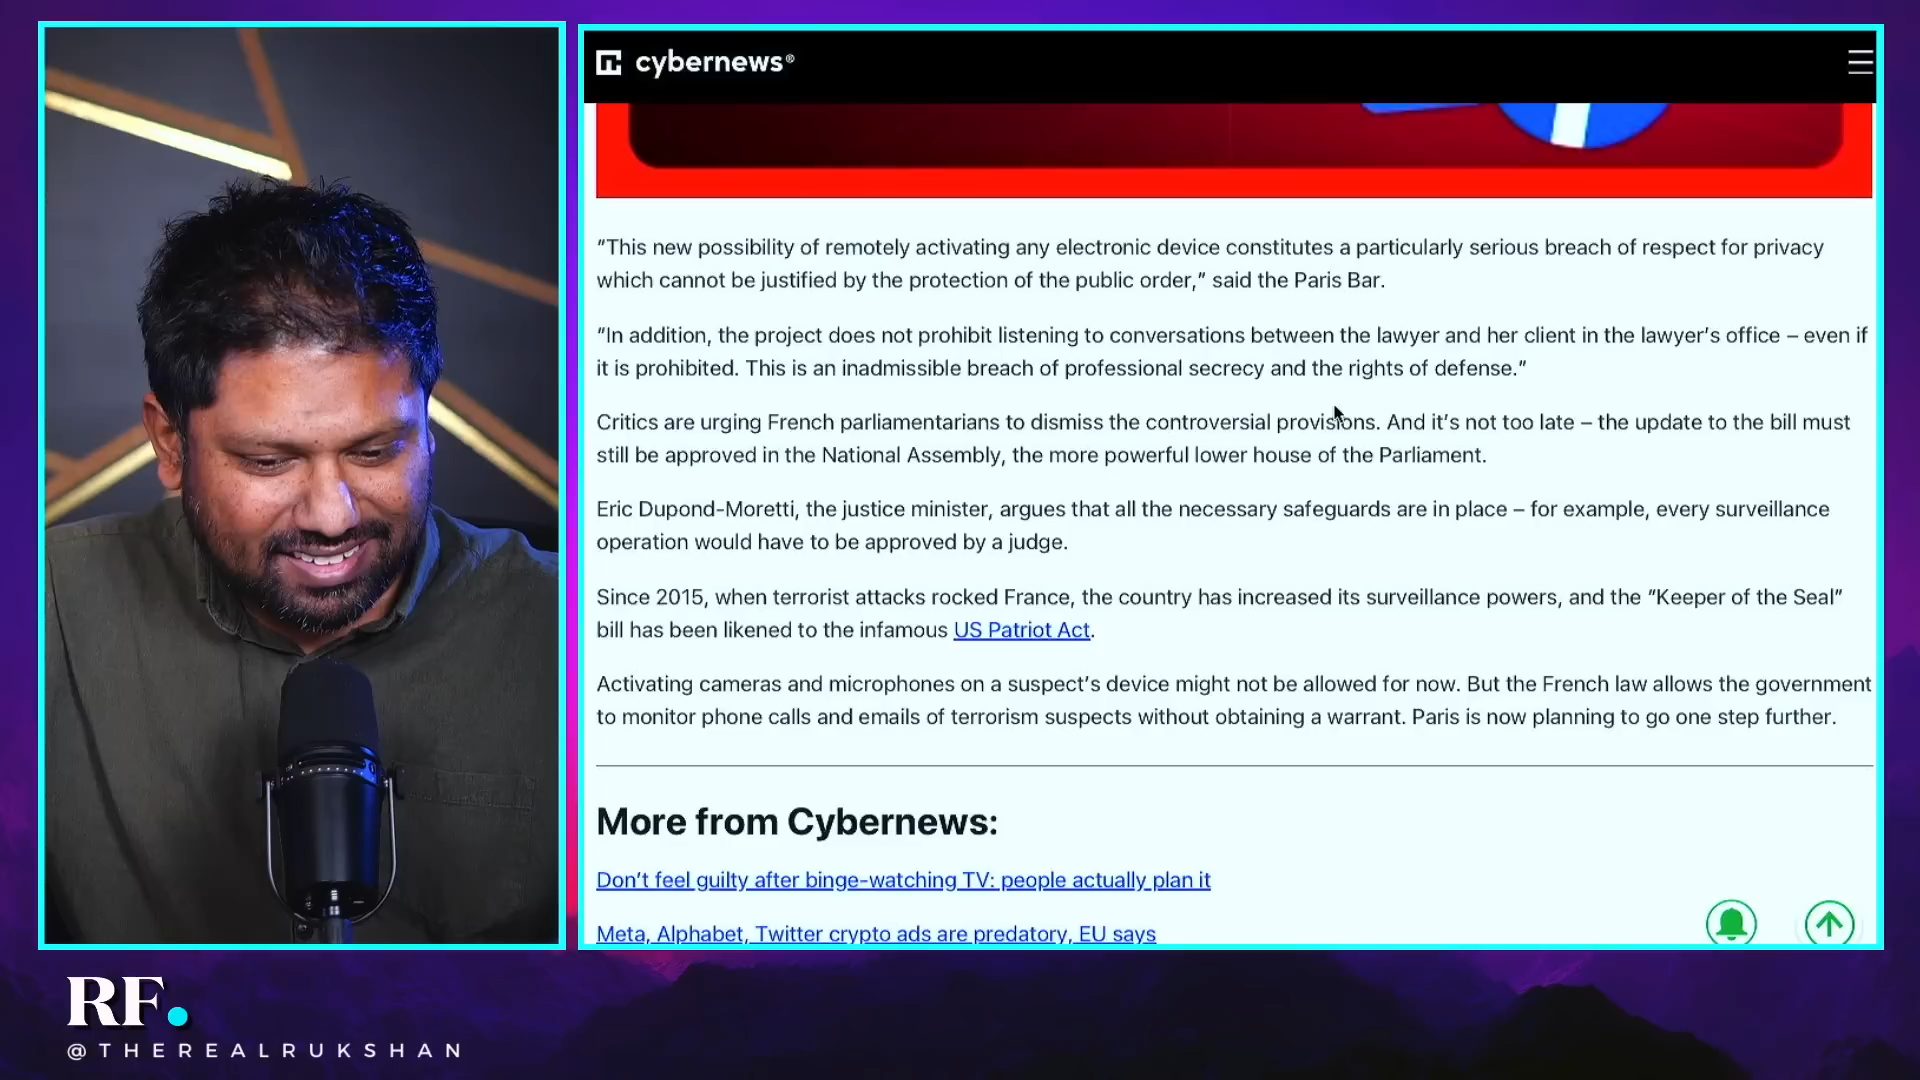 cybernews®
"This new possibility of remotely activating any electronic device constitutes a particularly serious breach of respect for privacy
which cannot be justified by the protection of the public order," said the Paris Bar.
"In addition, the project does not prohibit listening to conversations between the lawyer and her client in the lawyer's office – even if
it is prohibited. This is an inadmissible breach of professional secrecy and the rights of defense."
Critics are urging French parliamentarians to dismiss the controversial provisions. And it's not too late – the update to the bill must
still be approved in the National Assembly, the more powerful lower house of the Parliament.
Eric Dupond-Moretti, the justice minister, argues that all the necessary safeguards are in place – for example, every surveillance
operation would have to be approved by a judge.
Since 2015, when terrorist attacks rocked France, the country has increased its surveillance powers, and the "Keeper of the Seal"
bill has been likened to the infamous US Patriot Act.
Activating cameras and microphones on a suspect's device might not be allowed for now. But the French law allows the government
to monitor phone calls and emails of terrorism suspects without obtaining a warrant. Paris is now planning to go one step further.
More from Cybernews:
Don't feel guilty after binge-watching TV: people actually plan it
Meta, Alphabet, Twitter crypto ads are predatory, EU says
RF.
@THEREALRUKSHAN